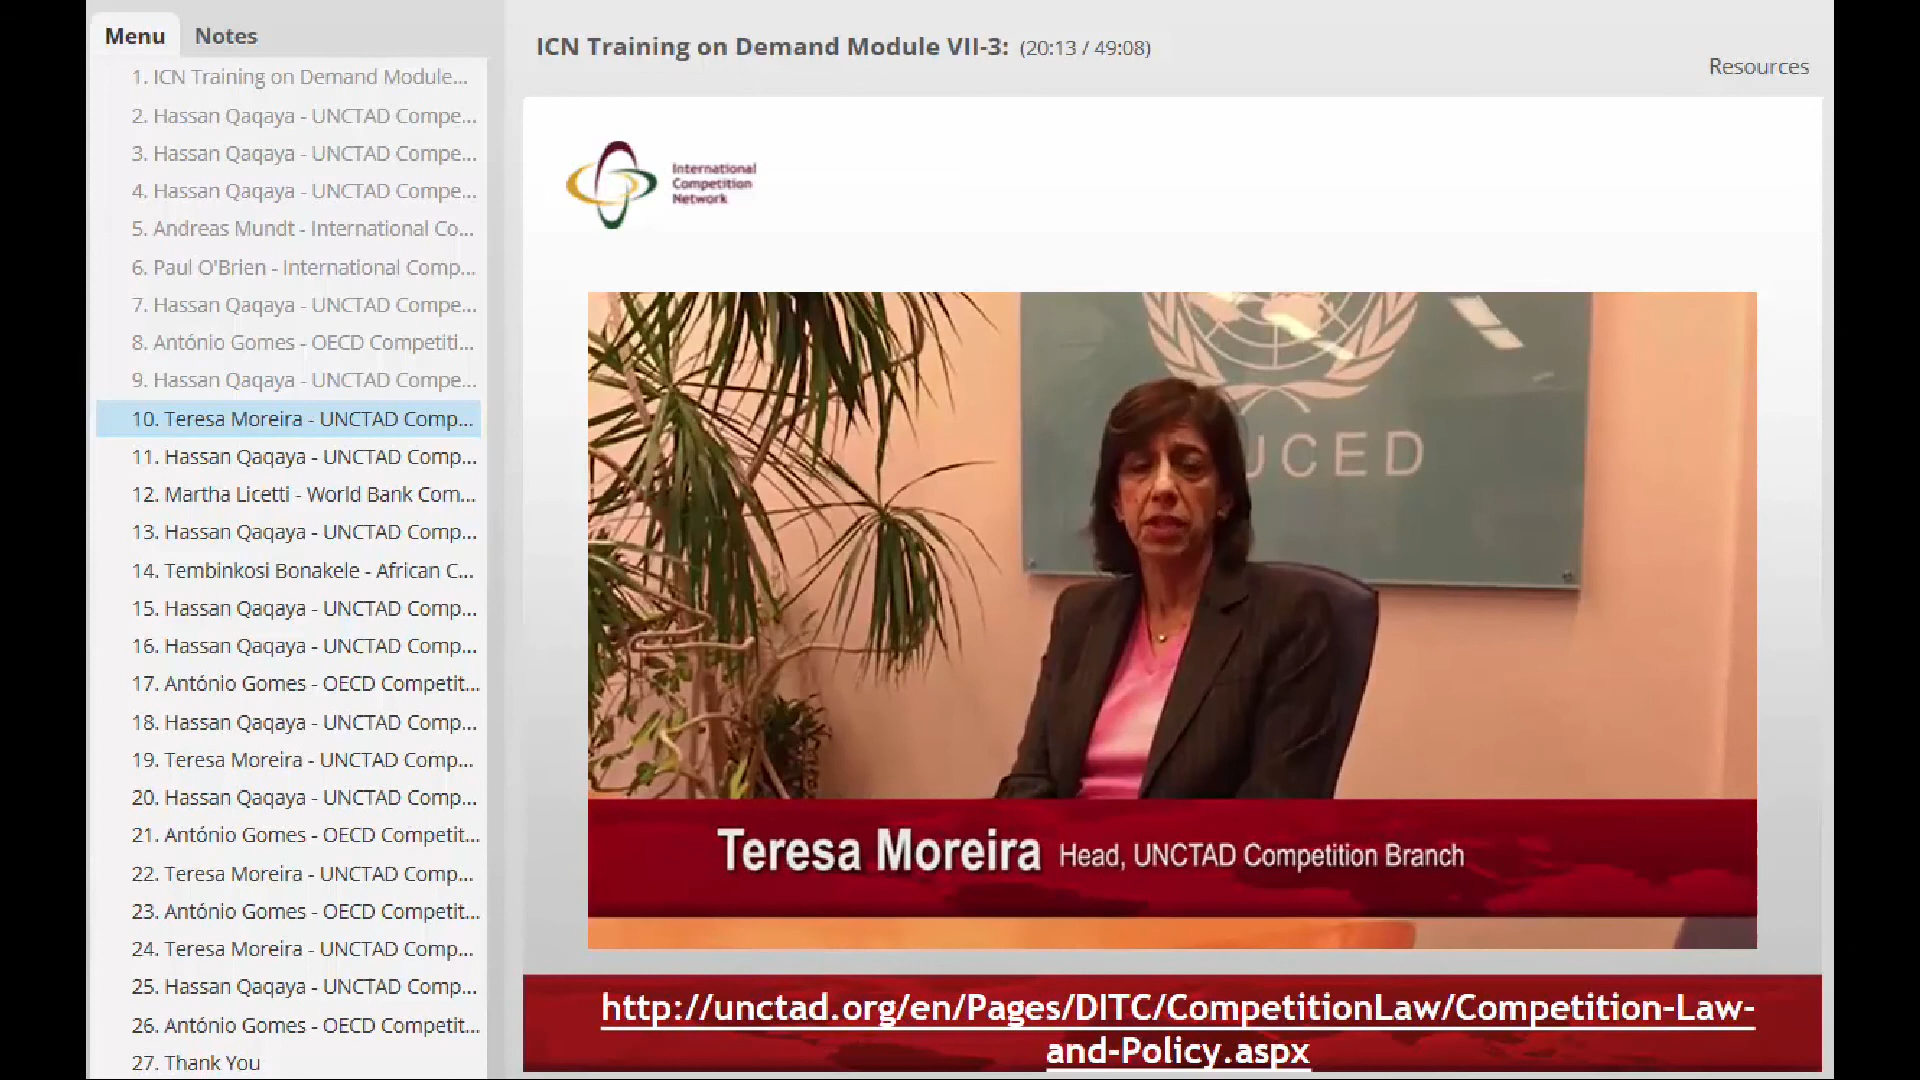 Menu
Notes
1. ICN Training on Demand Module...
2. Hassan Qaqaya - UNCTAD Compe...
3. Hassan Qaqaya - UNCTAD Compe...
4. Hassan Qaqaya - UNCTAD Compe...
5. Andreas Mundt - International Co...
6. Paul O'Brien - International Comp...
7. Hassan Qaqaya - UNCTAD Compe...
8. António Gomes - OECD Competiti...
9. Hassan Qaqaya - UNCTAD Compe...
10. Teresa Moreira - UNCTAD Comp...
11. Hassan Qaqaya - UNCTAD Comp...
12. Martha Licetti - World Bank Com...
13. Hassan Qaqaya - UNCTAD Comp...
14. Tembinkosi Bonakele - African C...
15. Hassan Qaqaya - UNCTAD Comp...
16. Hassan Qaqaya - UNCTAD Comp...
17. António Gomes - OECD Competit...
18. Hassan Qaqaya - UNCTAD Comp...
19. Teresa Moreira - UNCTAD Comp...
20. Hassan Qaqaya - UNCTAD Comp...
21. António Gomes - OECD Competit...
22. Teresa Moreira - UNCTAD Comp...
23. António Gomes - OECD Competit...
24. Teresa Moreira - UNCTAD Comp...
25. Hassan Qaqaya - UNCTAD Comp...
26. António Gomes - OECD Competit...
27. Thank You
ICN Training on Demand Module VII-3: (20:13 / 49:08)
Resources
International
Competition
Network
UCED
Teresa Moreira Head, UNCTAD Competition Branch
http://unctad.org/en/Pages/DITC/CompetitionLaw/Competition-Law-
and-Policy.aspx